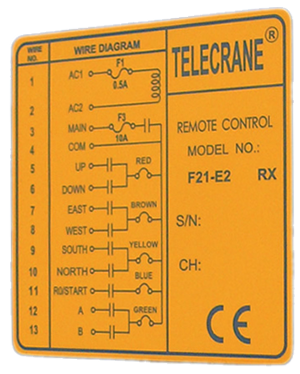 WIRE NO.
WIRE DIAGRAM
1 AC1 F1 0.5A
2 AC2
3 MAIN F3 10A
4 COM
5 UP RED
6 DOWN
7 EAST BROWN
8 WEST
9 SOUTH YELLOW
10 NORTH
11 RG/START BLUE
12 A GREEN
13 B
TELECRANE®
REMOTE CONTROL
MODEL NO.:
F21-E2 RX
S/N:
CH:
CE